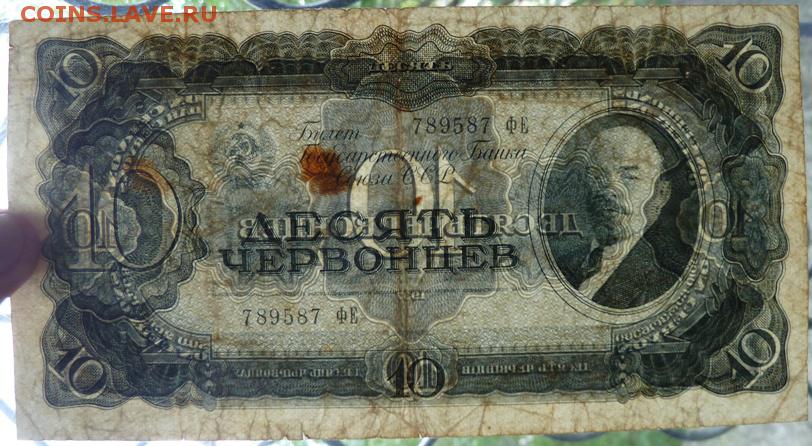 COINS.LAVE.RU
10 10
Билет 789587 ФЕ
Государственного Банка
Союза ССР
10
ДЕСЯТЬ
ЧЕРВОНЦЕВ
789587 ФЕ
10 10 10